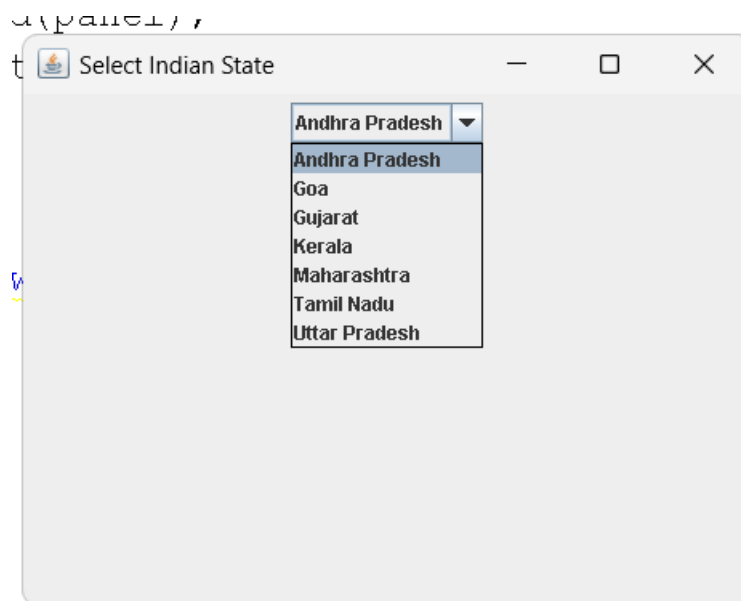 Select Indian State
Andhra Pradesh
Andhra Pradesh
Goa
Gujarat
Kerala
Maharashtra
Tamil Nadu
Uttar Pradesh